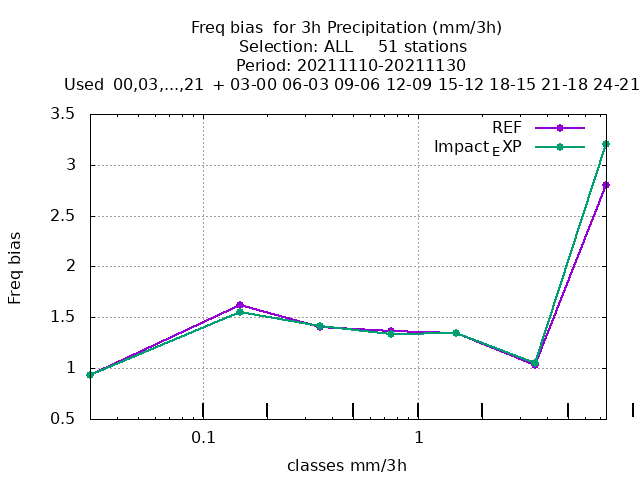 Freq bias  for 3h Precipitation (mm/3h)
Selection: ALL     51 stations
Period: 20211110-20211130
Used  00,03,...,21  + 03-00 06-03 09-06 12-09 15-12 18-15 21-18 24-21
3.5
3
2.5
2
1.5
1
0.5
Freq bias
REF
Impact_EXP
0.1
1
classes mm/3h